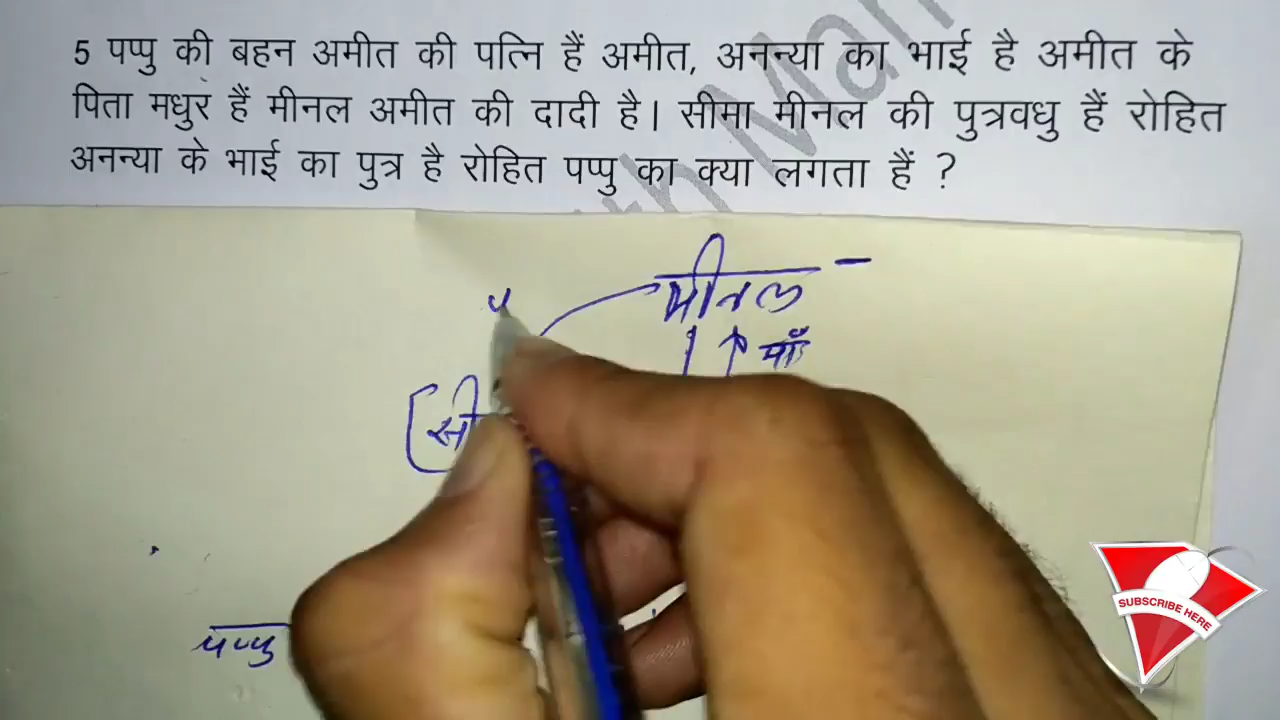 5 पप्पु की बहन अमीत की पत्नि हैं अमीत, अनन्या का भाई है अमीत के
पिता मधुर हैं मीनल अमीत की दादी है। सीमा मीनल की पुत्रवधु हैं रोहित
अनन्या के भाई का पुत्र है रोहित पप्पु का क्या लगता हैं ?
मीनल
माँ
पप्पु
SUBSCRIBE HERE